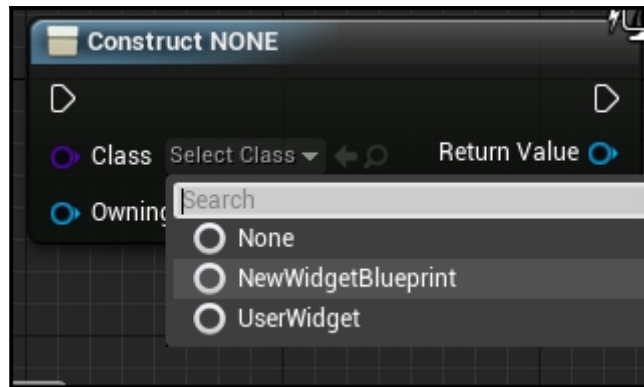 Construct NONE
Class Select Class Return Value
Owning
Search
None
NewWidgetBlueprint
UserWidget